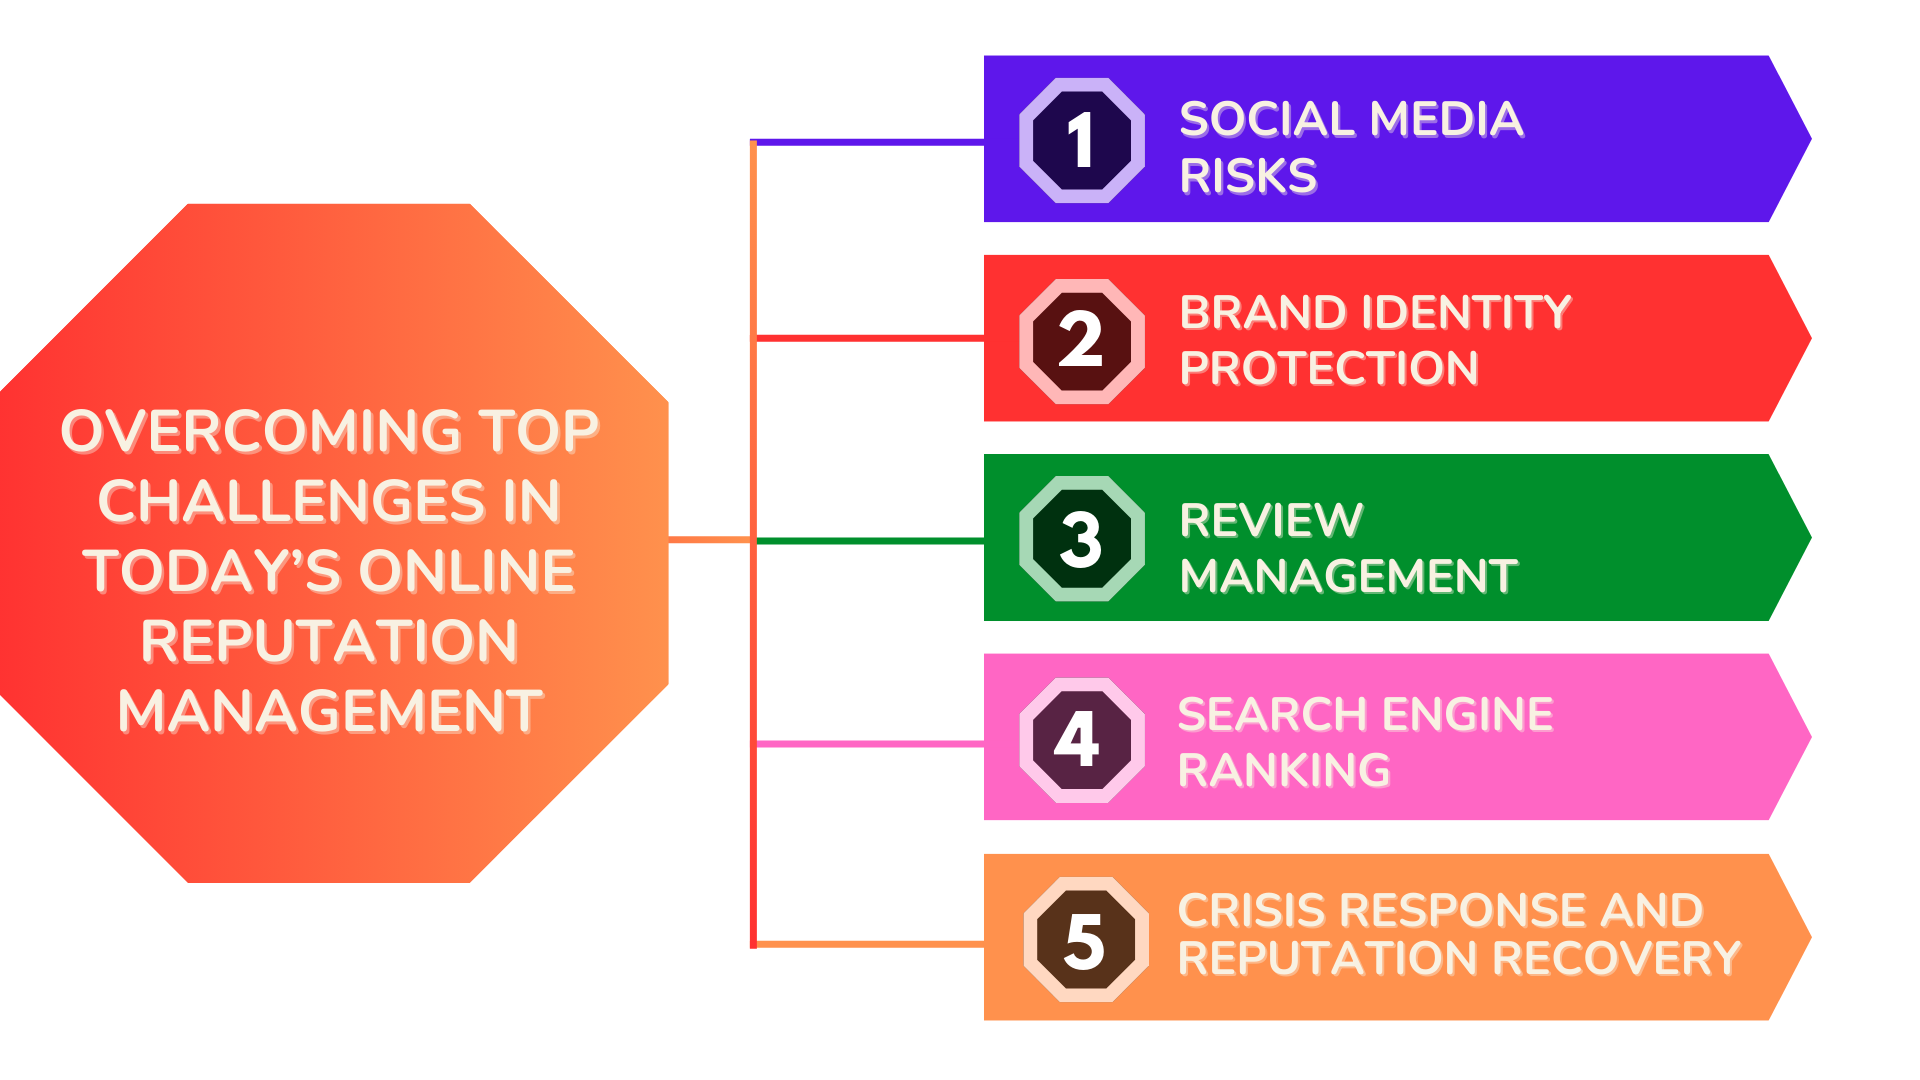 OVERCOMING TOP
CHALLENGES IN
TODAY’S ONLINE
REPUTATION
MANAGEMENT
1
SOCIAL MEDIA
RISKS
2
BRAND IDENTITY
PROTECTION
3
REVIEW
MANAGEMENT
4
SEARCH ENGINE
RANKING
5
CRISIS RESPONSE AND
REPUTATION RECOVERY